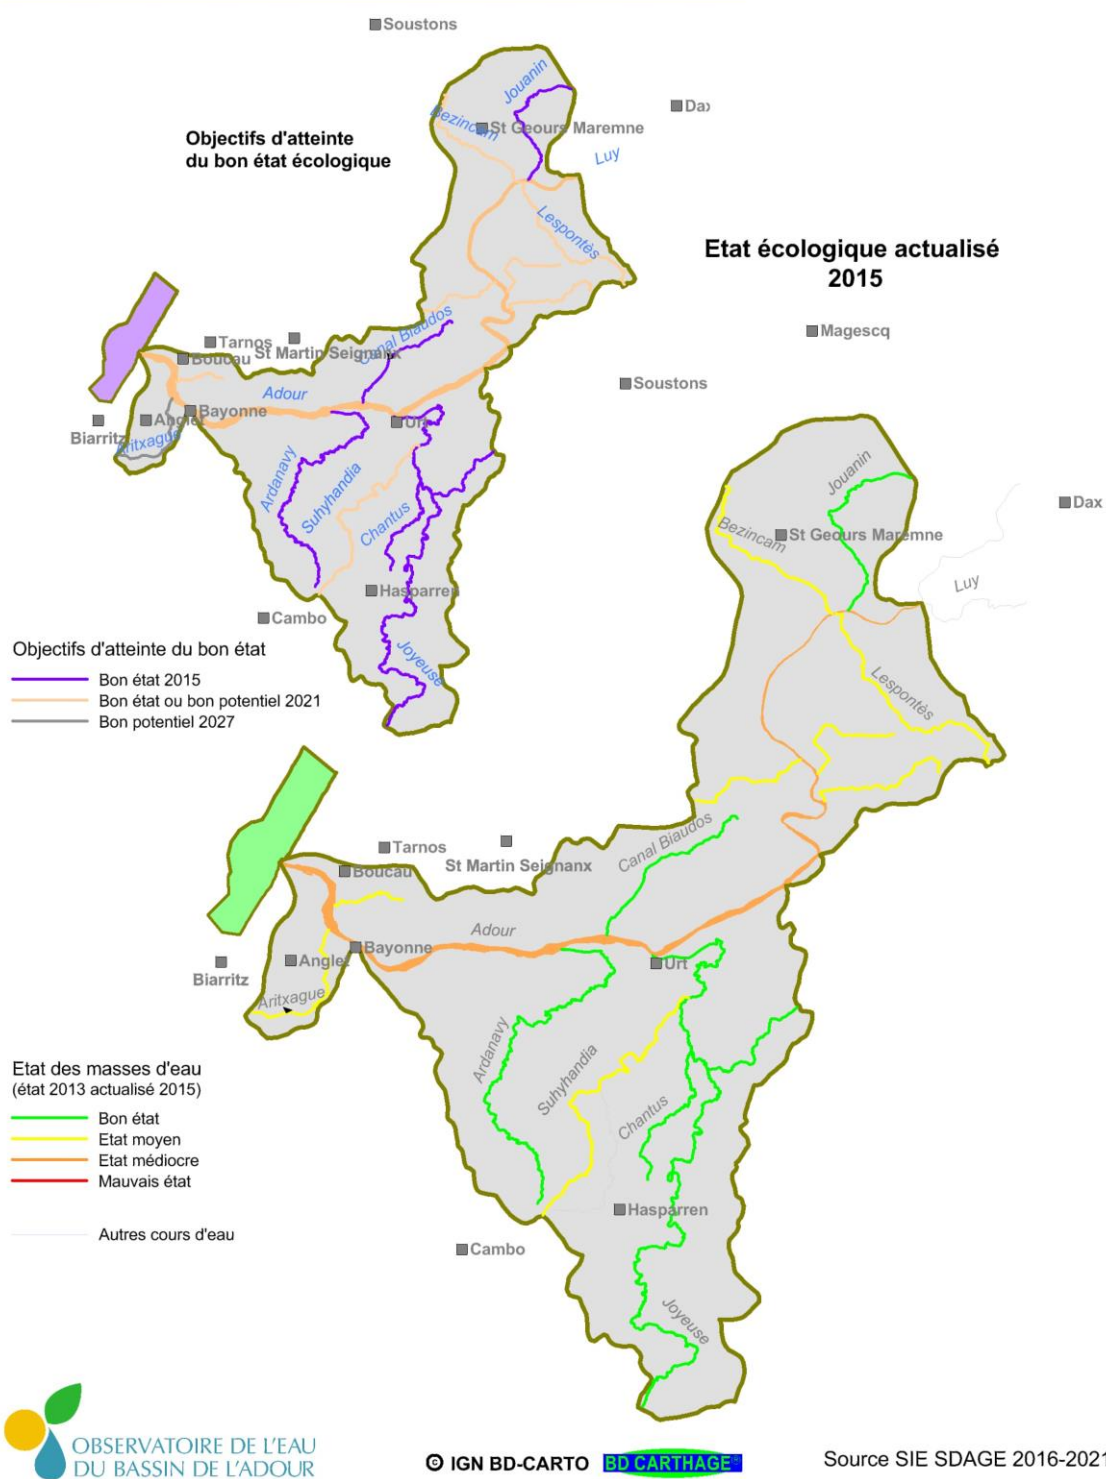 Soustons
Jouanin
Dax
Bezincam
St Geours Maremne
Objectifs d'atteinte
du bon état écologique
Luy
Lespontès
Etat écologique actualisé
2015
Magescq
Tarnos
St Martin Seignanx
Canal Biaudos
Boucau
Soustons
Adour
Bayonne
Anglet
Urt
Biarritz
Aritxague
Ardanavy
Suhyhandia
Chantus
Jouanin
Dax
Bezincam
St Geours Maremne
Luy
Hasparren
Cambo
Joyeuse
Objectifs d'atteinte du bon état
Bon état 2015
Bon état ou bon potentiel 2021
Bon potentiel 2027
Lespontès
Tarnos
St Martin Seignanx
Canal Biaudos
Boucau
Adour
Bayonne
Anglet
Urt
Biarritz
Aritxague
Ardanavy
Suhyhandia
Chantus
Etat des masses d'eau
(état 2013 actualisé 2015)
Bon état
Etat moyen
Etat médiocre
Mauvais état
Autres cours d'eau
Hasparren
Cambo
Joyeuse
OBSERVATOIRE DE L'EAU
DU BASSIN DE L'ADOUR
© IGN BD-CARTO
BD CARTHAGE®
Source SIE SDAGE 2016-2021